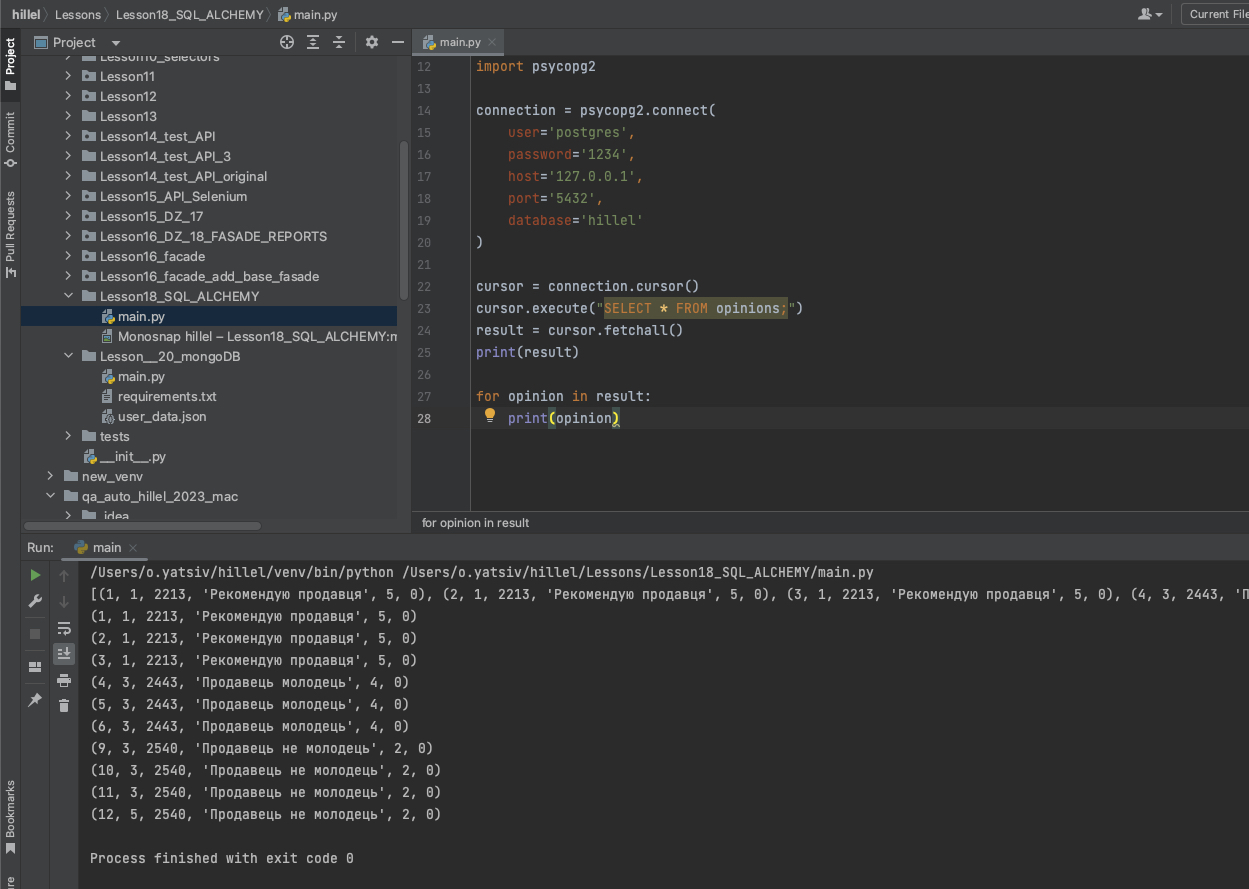 hillel Lessons Lesson18_SQL_ALCHEMY main.py Current File
Project
main.py
Project
Commit
Pull Requests
Bookmarks
Lesson10_selectors
Lesson11
Lesson12
Lesson13
Lesson14_test_API
Lesson14_test_API_3
Lesson14_test_API_original
Lesson15_API_Selenium
Lesson15_DZ_17
Lesson16_DZ_18_FASADE_REPORTS
Lesson16_facade
Lesson16_facade_add_base_fasade
Lesson18_SQL_ALCHEMY
main.py
Monosnap hillel – Lesson18_SQL_ALCHEMY:m
Lesson__20_mongoDB
main.py
requirements.txt
user_data.json
tests
__init__.py
new_venv
qa_auto_hillel_2023_mac
.idea
12 import psycopg2
13
14 connection = psycopg2.connect(
15 user='postgres',
16 password='1234',
17 host='127.0.0.1',
18 port='5432',
19 database='hillel'
20 )
21
22 cursor = connection.cursor()
23 cursor.execute("SELECT * FROM opinions;")
24 result = cursor.fetchall()
25 print(result)
26
27 for opinion in result:
28 print(opinion)
for opinion in result
Run: main
/Users/o.yatsiv/hillel/venv/bin/python /Users/o.yatsiv/hillel/Lessons/Lesson18_SQL_ALCHEMY/main.py
[(1, 1, 2213, 'Рекомендую продавця', 5, 0), (2, 1, 2213, 'Рекомендую продавця', 5, 0), (3, 1, 2213, 'Рекомендую продавця', 5, 0), (4, 3, 2443, 'П
(1, 1, 2213, 'Рекомендую продавця', 5, 0)
(2, 1, 2213, 'Рекомендую продавця', 5, 0)
(3, 1, 2213, 'Рекомендую продавця', 5, 0)
(4, 3, 2443, 'Продавець молодець', 4, 0)
(5, 3, 2443, 'Продавець молодець', 4, 0)
(6, 3, 2443, 'Продавець молодець', 4, 0)
(9, 3, 2540, 'Продавець не молодець', 2, 0)
(10, 3, 2540, 'Продавець не молодець', 2, 0)
(11, 3, 2540, 'Продавець не молодець', 2, 0)
(12, 5, 2540, 'Продавець не молодець', 2, 0)
Process finished with exit code 0